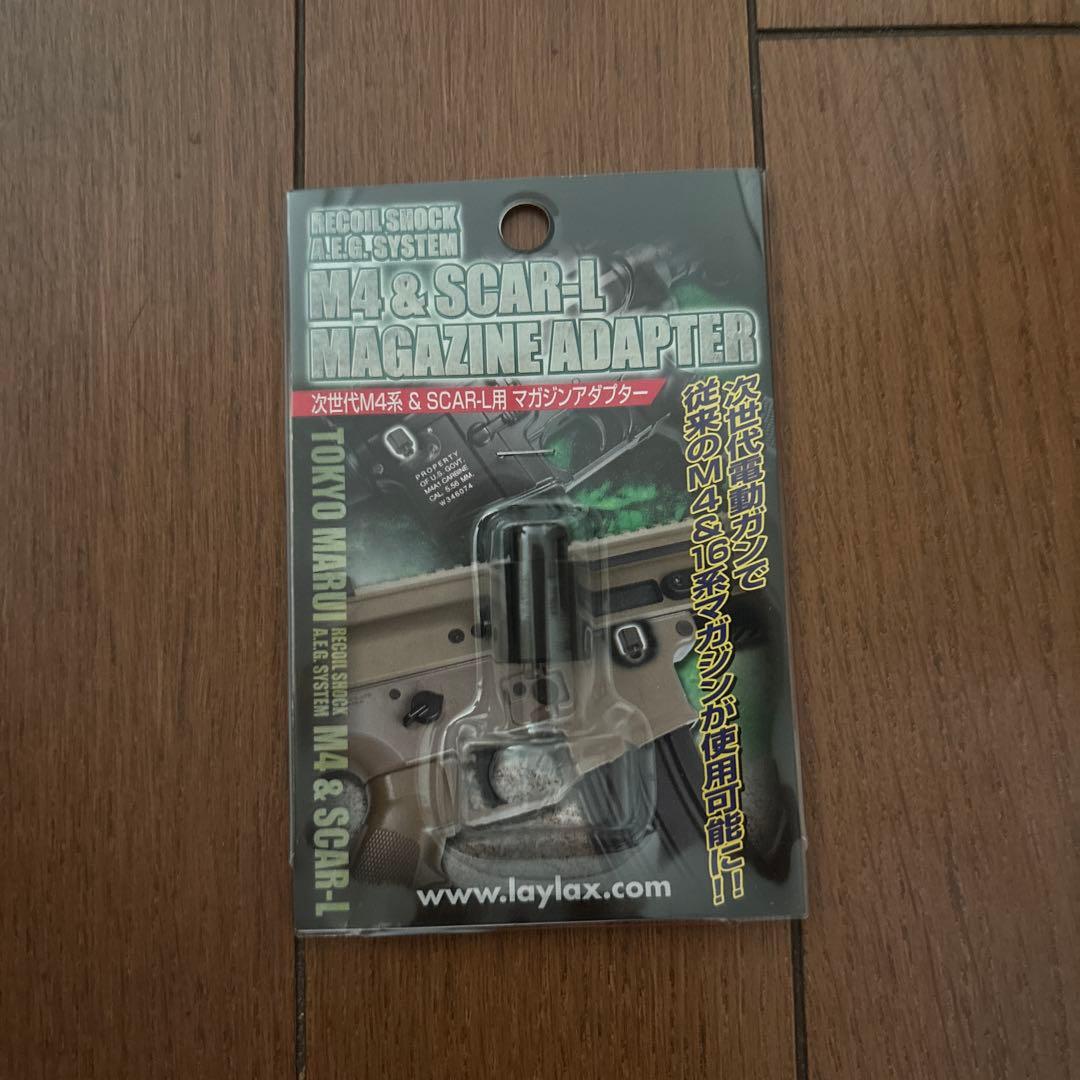 RECOIL SHOCK
A.E.G. SYSTEM
M4 & SCAR-L
MAGAZINE ADAPTER
次世代M4系 & SCAR-L用 マガジンアダプター
次世代電動ガンで
従来のM4&16系マガジンが使用可能に!!
PROPERTY
OF U.S. GOVT.
M4A1 CARBINE
CAL. 5.56 MM.
W346074
TOKYO MARUI RECOIL SHOCK
A.E.G. SYSTEM M4 & SCAR-L
www.laylax.com